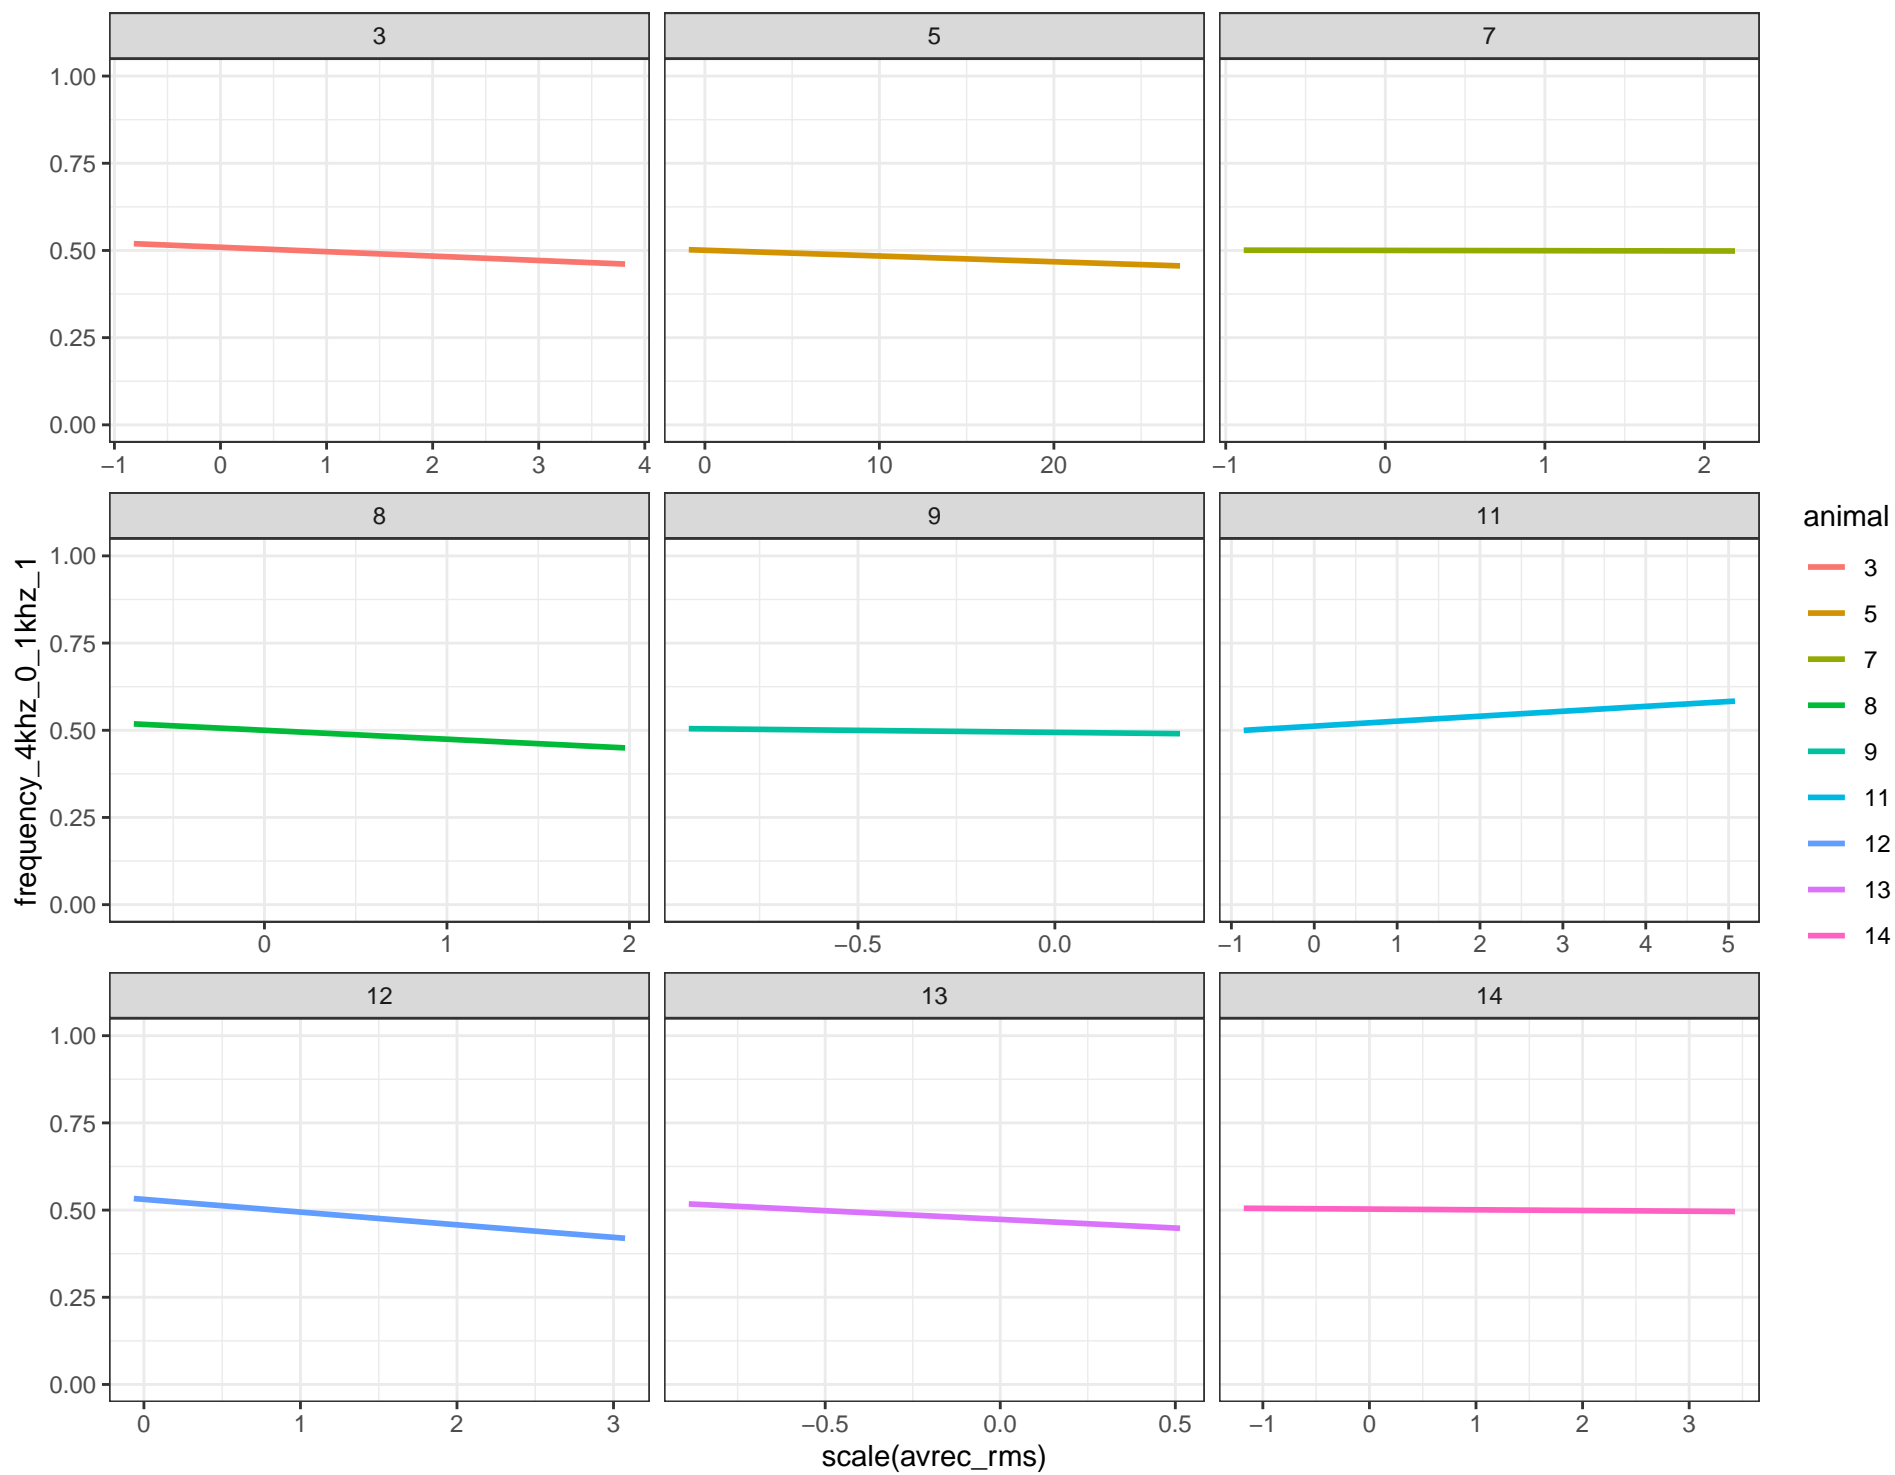 3 5 7
1.00
0.75
0.50
0.25
0.00
−1 0 1 2 3 4 0 10 20 −1 0 1 2
8 9 11
1.00
0.75
0.50
0.25
0.00
0 1 2 −0.5 0.0 −1 0 1 2 3 4 5
12 13 14
1.00
0.75
0.50
0.25
0.00
0 1 2 3 −0.5 0.0 0.5 −1 0 1 2 3
scale(avrec_rms)
frequency_4khz_0_1khz_1
animal
3
5
7
8
9
11
12
13
14